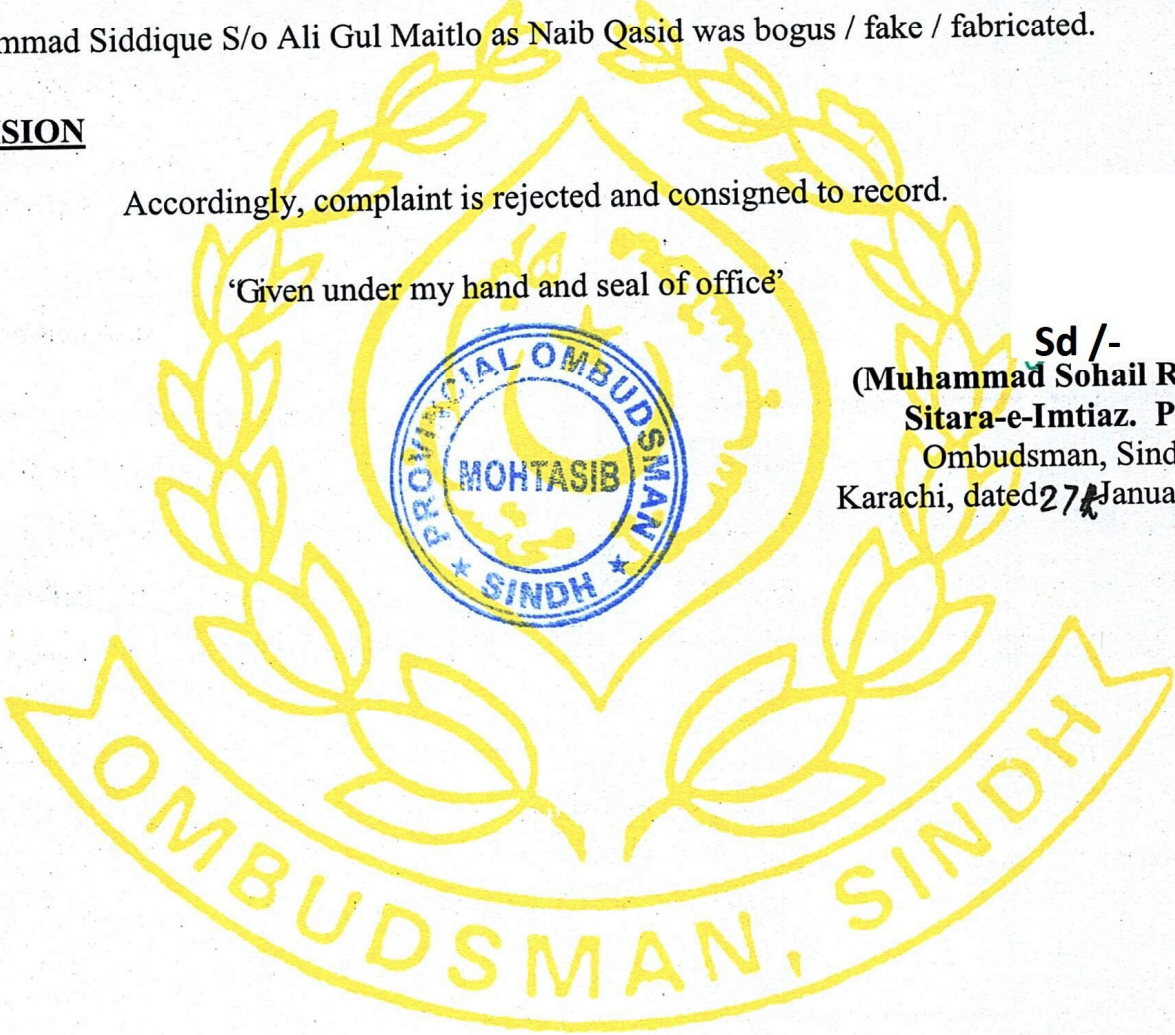 mmad Siddique S/o Ali Gul Maitlo as Naib Qasid was bogus / fake / fabricated.
SION
Accordingly, complaint is rejected and consigned to record.
‘Given under my hand and seal of office”
PROVINCIAL OMBUDSMAN
MOHTASIB
★ SINDH ★
Sd /-
(Muhammad Sohail R
Sitara-e-Imtiaz. P
Ombudsman, Sind
Karachi, dated 27th Janua
OMBUDSMAN, SINDH